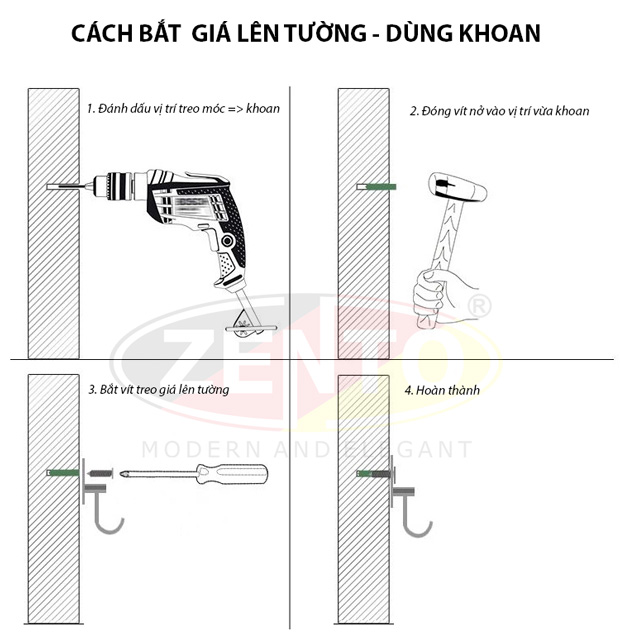 CÁCH BẮT GIÁ LÊN TƯỜNG - DÙNG KHOAN
1. Đánh dấu vị trí treo móc => khoan
2. Đóng vít nở vào vị trí vừa khoan
ZENTO ®
MODERN AND ELEGANT
3. Bắt vít treo giá lên tường
4. Hoàn thành